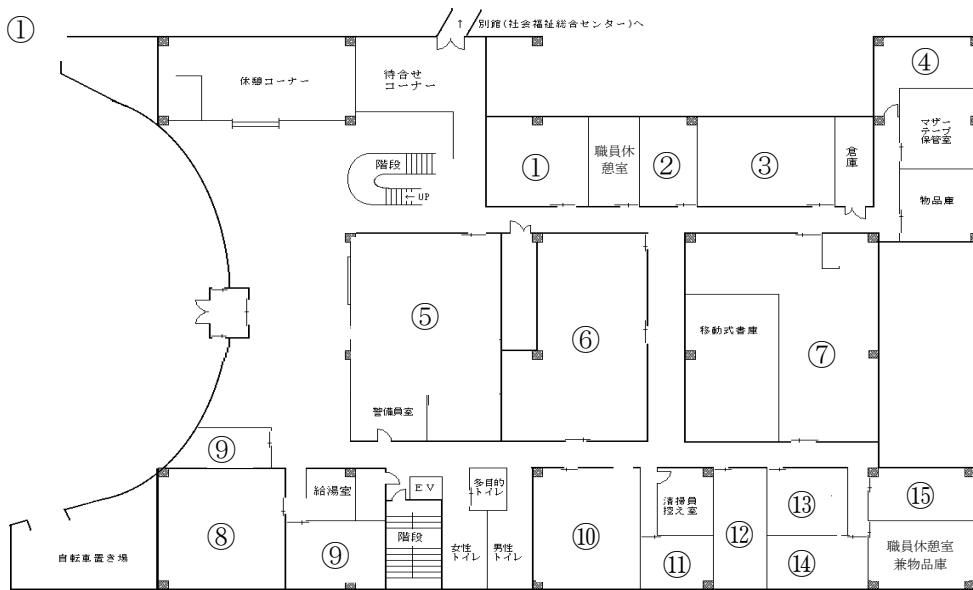 ①
↑ 別館(社会福祉総合センター)へ
休憩コーナー
待合せ
コーナー
④
マザー
テープ
保管室
①
職員休
憩室
②
③
倉庫
階段
← UP
物品庫
⑤
⑥
移動式書庫
⑦
警備員室
⑨
給湯室
EV
多目的
トイレ
清掃員
控え室
⑬
⑮
⑧
⑨
階段
女性
トイレ
男性
トイレ
⑩
⑪
⑫
⑭
職員休憩室
兼物品庫
自転車置き場